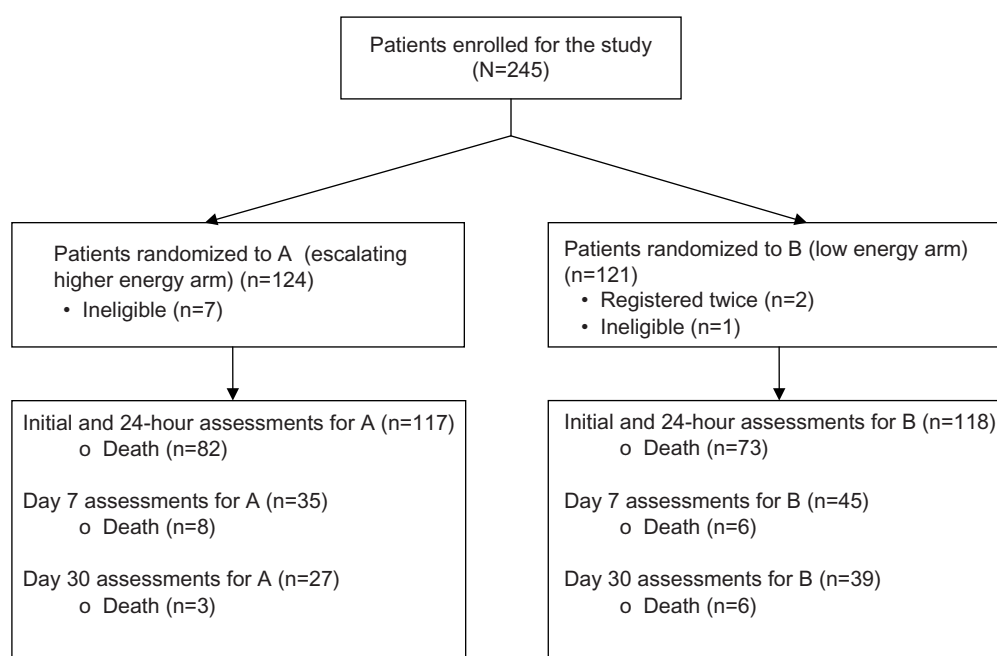 Patients enrolled for the study
(N=245)
Patients randomized to A (escalating
higher energy arm) (n=124)
• Ineligible (n=7)
Patients randomized to B (low energy arm)
(n=121)
• Registered twice (n=2)
• Ineligible (n=1)
Initial and 24-hour assessments for A (n=117)
o Death (n=82)
Day 7 assessments for A (n=35)
o Death (n=8)
Day 30 assessments for A (n=27)
o Death (n=3)
Initial and 24-hour assessments for B (n=118)
o Death (n=73)
Day 7 assessments for B (n=45)
o Death (n=6)
Day 30 assessments for B (n=39)
o Death (n=6)